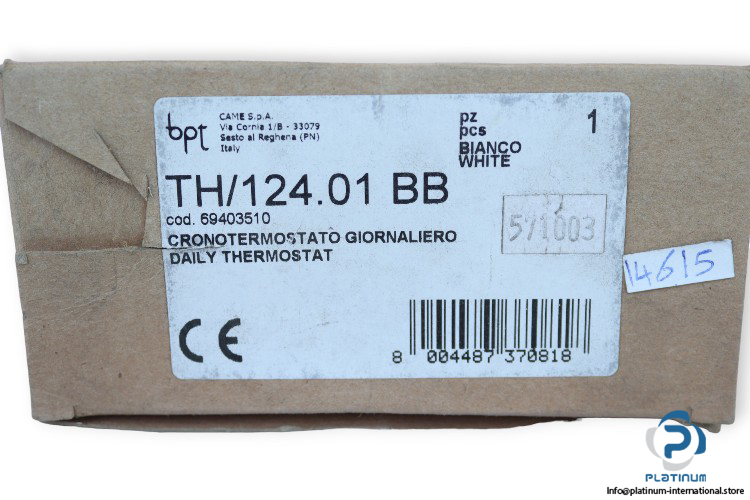 bpt
CAME S.p.A.
Via Cornia 1/B - 33079
Sesto al Reghena (PN)
Italy
pz
pcs
1
BIANCO
WHITE
TH/124.01 BB
cod. 69403510
571003
CRONOTERMOSTATO GIORNALIERO
DAILY THERMOSTAT
14615
CE
8 004487 370818
PLATINUM
Info@platinum-international.store